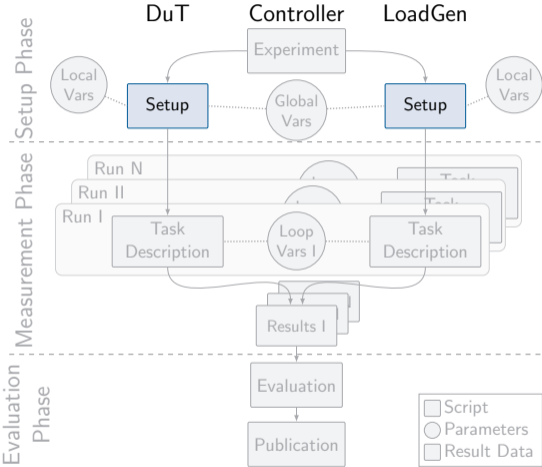 DuT Controller LoadGen
Setup Phase
Experiment
Local
Vars
Setup
Global
Vars
Setup
Local
Vars
Measurement Phase
Run N
Run II
Run I
Task
Task
Description
Loop
Vars I
Task
Description
Results I
Evaluation
Phase
Evaluation
Publication
Script
Parameters
Result Data